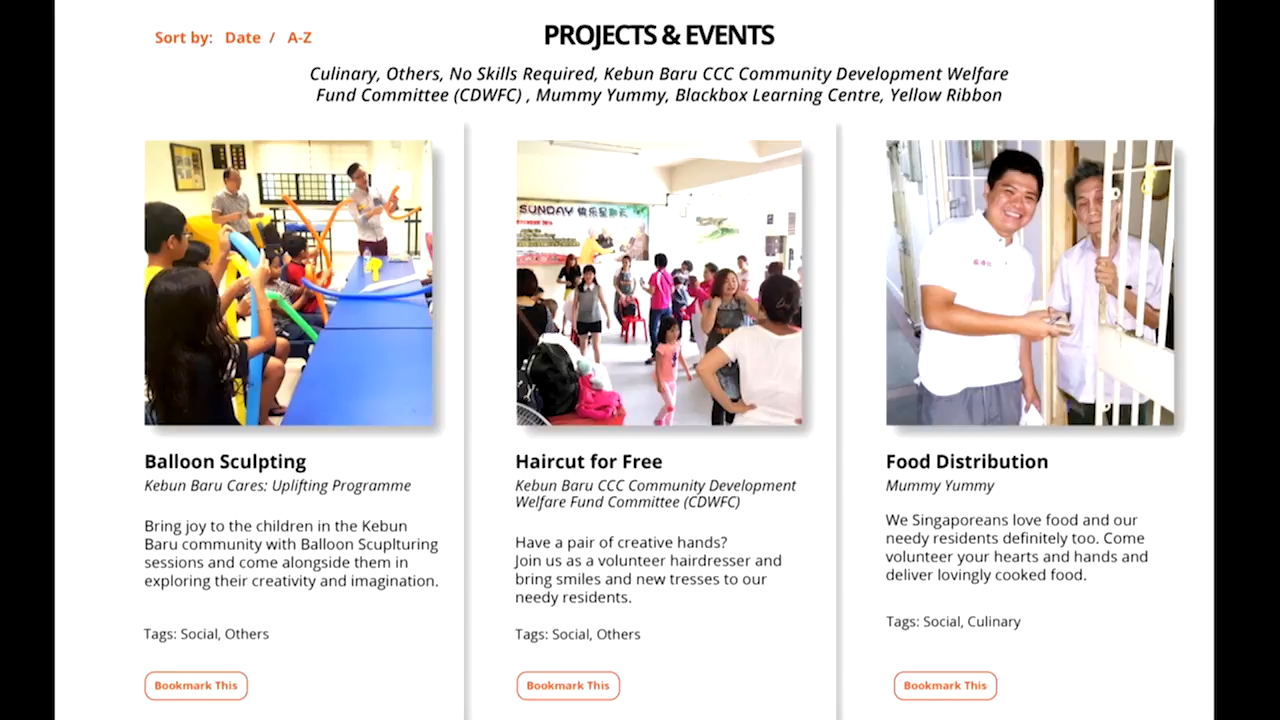 Sort by: Date / A-Z
PROJECTS & EVENTS
Culinary, Others, No Skills Required, Kebun Baru CCC Community Development Welfare
Fund Committee (CDWFC) , Mummy Yummy, Blackbox Learning Centre, Yellow Ribbon
SUNDAY
Balloon Sculpting
Kebun Baru Cares: Uplifting Programme
Bring joy to the children in the Kebun
Baru community with Balloon Scuplturing
sessions and come alongside them in
exploring their creativity and imagination.
Tags: Social, Others
Bookmark This
Haircut for Free
Kebun Baru CCC Community Development
Welfare Fund Committee (CDWFC)
Have a pair of creative hands?
Join us as a volunteer hairdresser and
bring smiles and new tresses to our
needy residents.
Tags: Social, Others
Bookmark This
Food Distribution
Mummy Yummy
We Singaporeans love food and our
needy residents definitely too. Come
volunteer your hearts and hands and
deliver lovingly cooked food.
Tags: Social, Culinary
Bookmark This